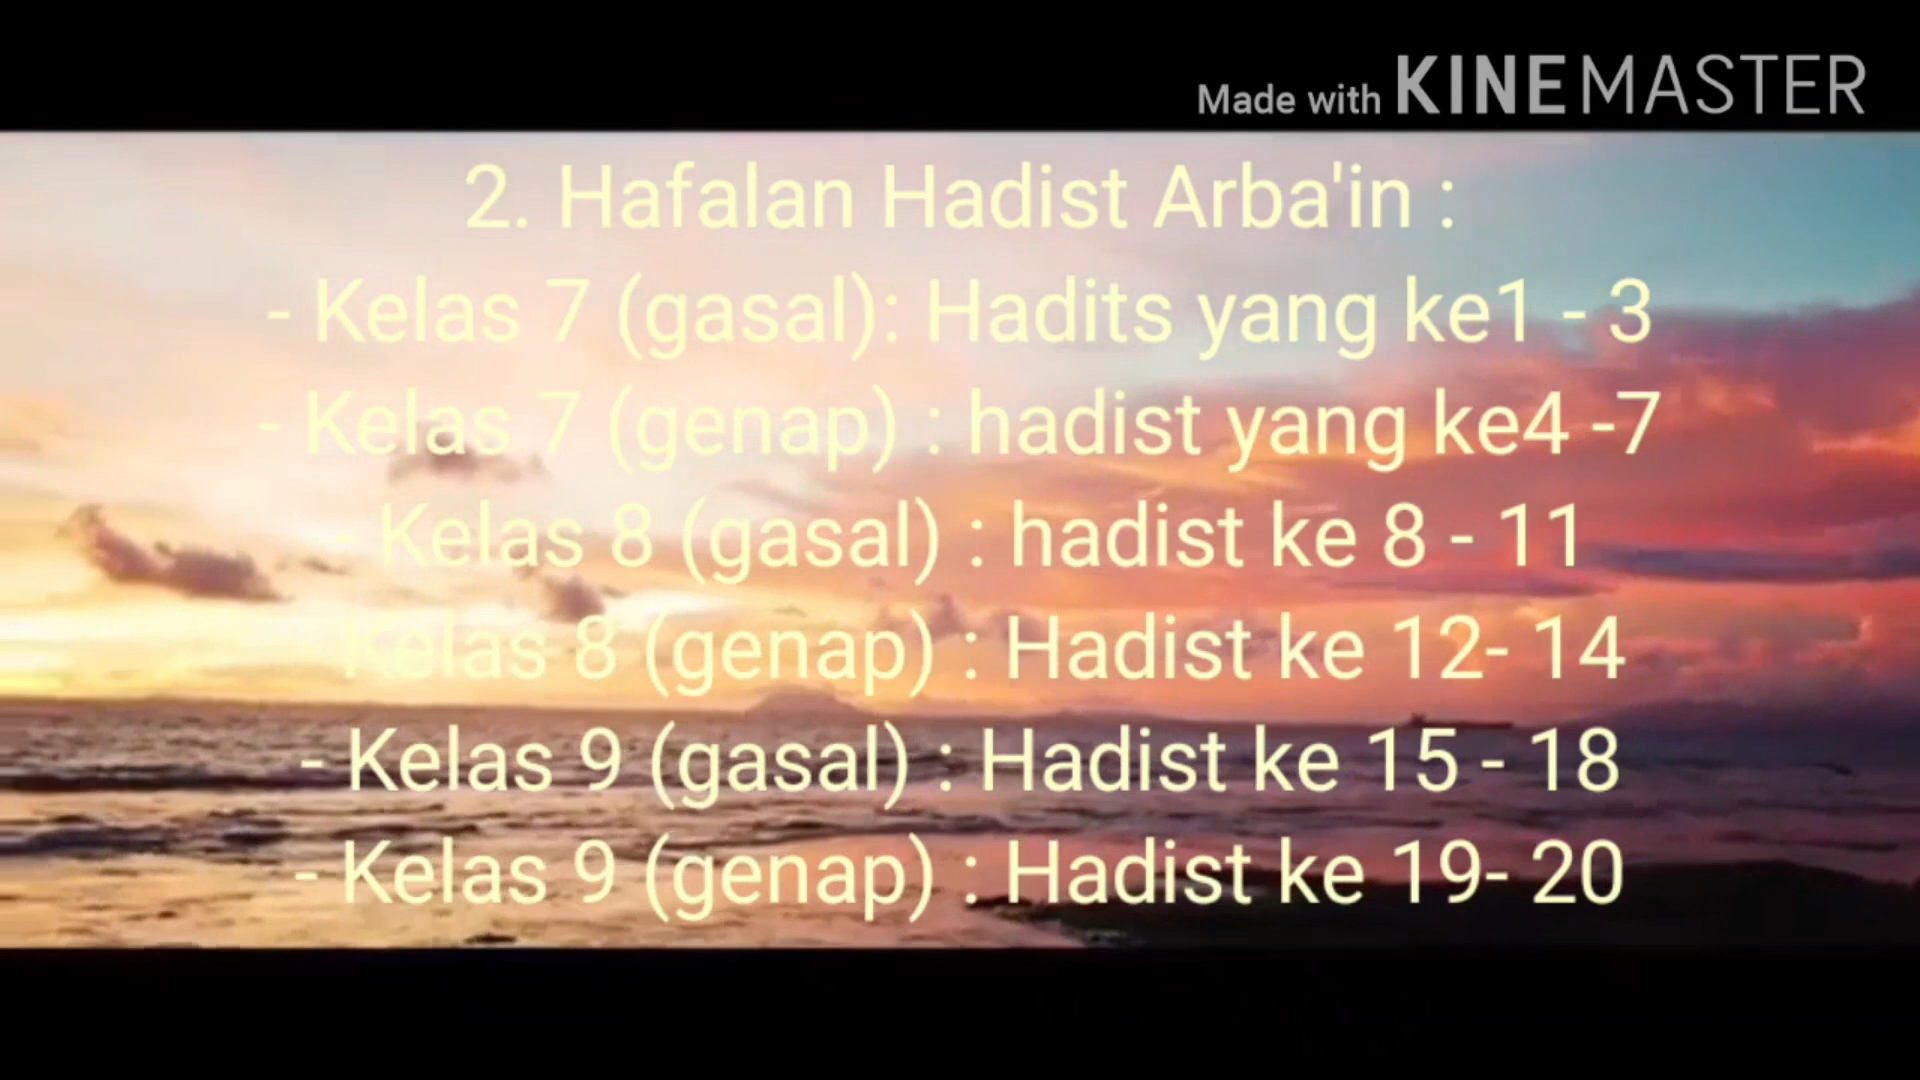 Made with KINEMASTER
2. Hafalan Hadist Arba'in :
- Kelas 7 (gasal): Hadits yang ke1 - 3
- Kelas 7 (genap) : hadist yang ke4 -7
- Kelas 8 (gasal) : hadist ke 8 - 11
- Kelas 8 (genap) : Hadist ke 12- 14
- Kelas 9 (gasal) : Hadist ke 15 - 18
- Kelas 9 (genap) : Hadist ke 19- 20